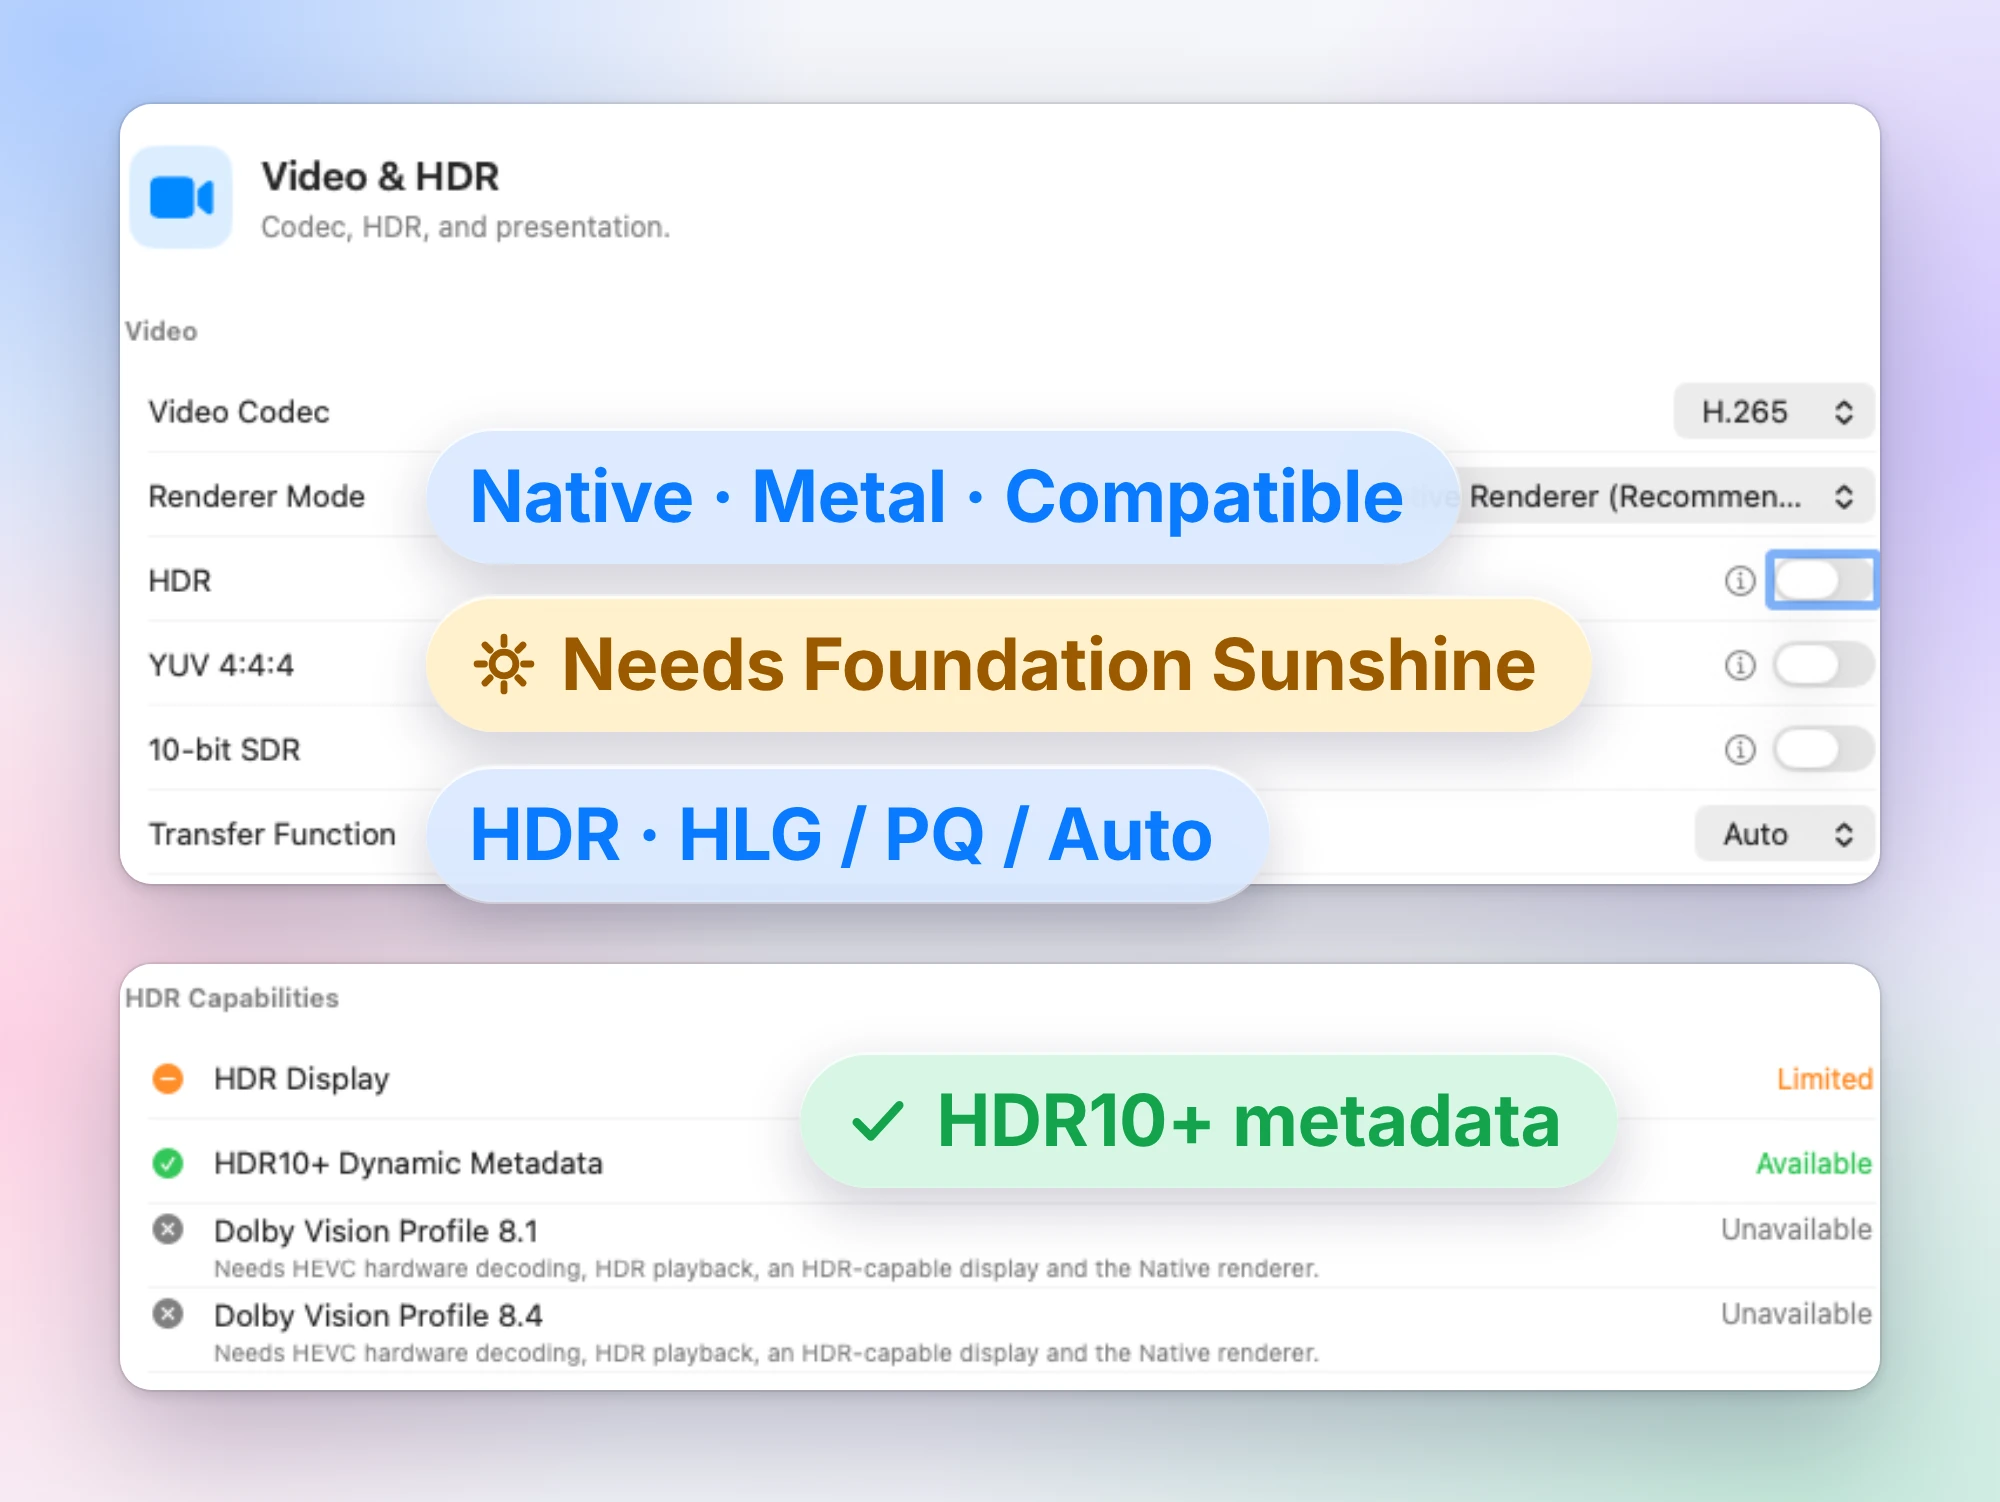 Video & HDR
Codec, HDR, and presentation.
Video
Video Codec
H.265
Native · Metal · Compatible
Renderer Mode
Renderer (Recommen...
HDR
Needs Foundation Sunshine
YUV 4:4:4
10-bit SDR
HDR · HLG / PQ / Auto
Transfer Function
Auto
HDR Capabilities
HDR Display
Limited
HDR10+ metadata
HDR10+ Dynamic Metadata
Available
Dolby Vision Profile 8.1
Unavailable
Needs HEVC hardware decoding, HDR playback, an HDR-capable display and the Native renderer.
Dolby Vision Profile 8.4
Unavailable
Needs HEVC hardware decoding, HDR playback, an HDR-capable display and the Native renderer.